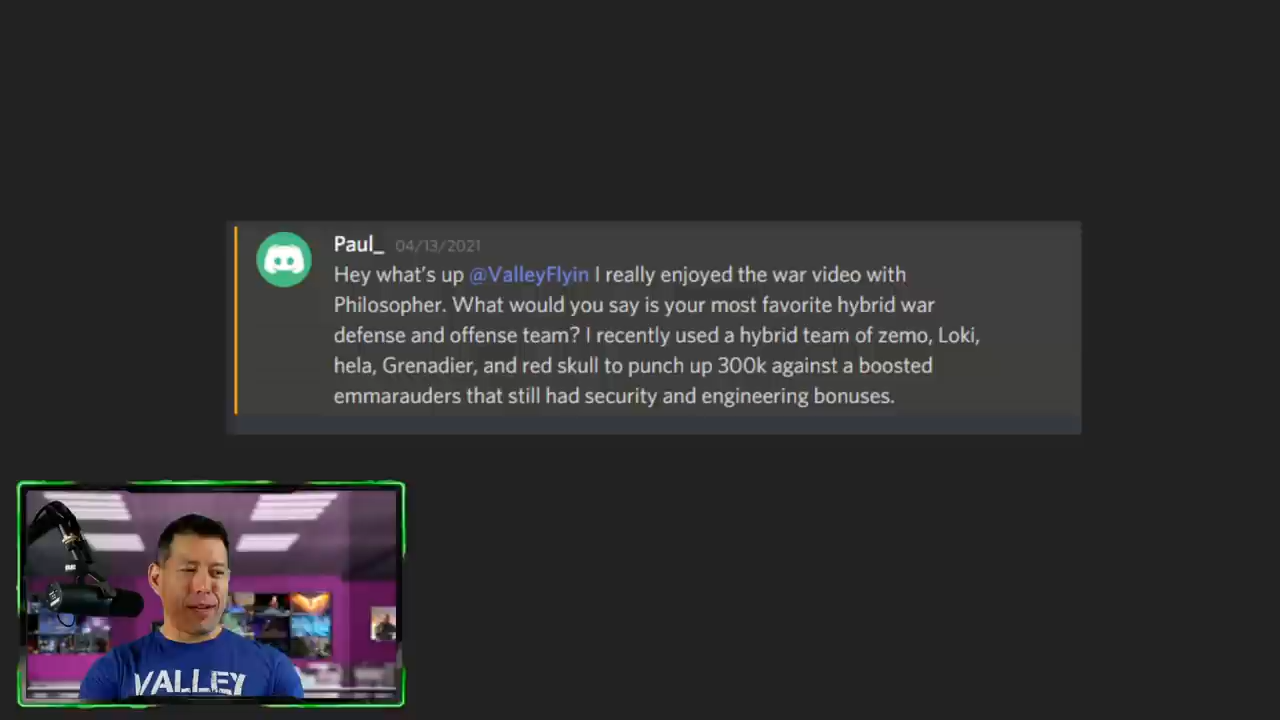 Paul_ 04/13/2021
Hey what's up @ValleyFlyin I really enjoyed the war video with
Philosopher. What would you say is your most favorite hybrid war
defense and offense team? I recently used a hybrid team of zemo, Loki,
hela, Grenadier, and red skull to punch up 300k against a boosted
emmarauders that still had security and engineering bonuses.
VALLEY